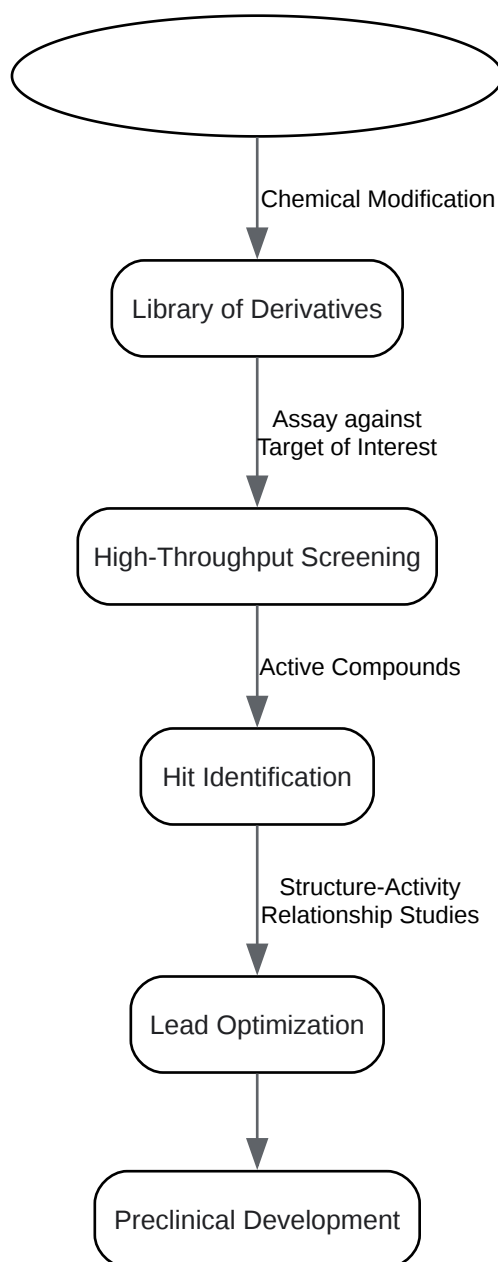 Chemical Modification
Library of Derivatives
Assay against
Target of Interest
High-Throughput Screening
Active Compounds
Hit Identification
Structure-Activity
Relationship Studies
Lead Optimization
Preclinical Development